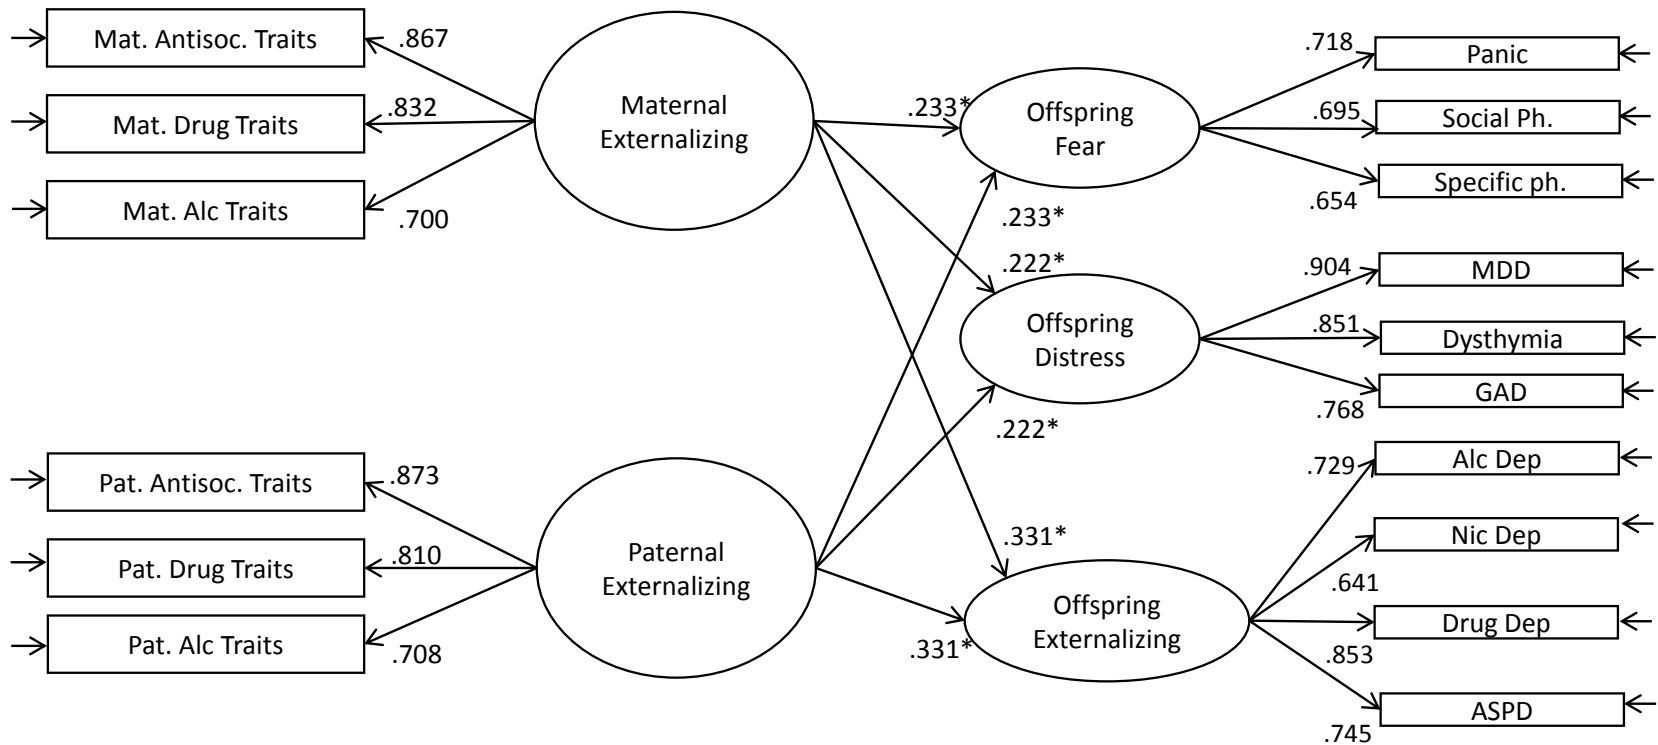 Mat. Antisoc. Traits
Mat. Drug Traits
Mat. Alc Traits
.867
.832
.700
Maternal
Externalizing
Pat. Antisoc. Traits
Pat. Drug Traits
Pat. Alc Traits
.873
.810
.708
Paternal
Externalizing
.233*
.233*
.222*
.222*
.331*
.331*
Offspring
Fear
.718
.695
.654
Panic
Social Ph.
Specific ph.
Offspring
Distress
.904
.851
.768
MDD
Dysthymia
GAD
Offspring
Externalizing
.729
.641
.853
.745
Alc Dep
Nic Dep
Drug Dep
ASPD